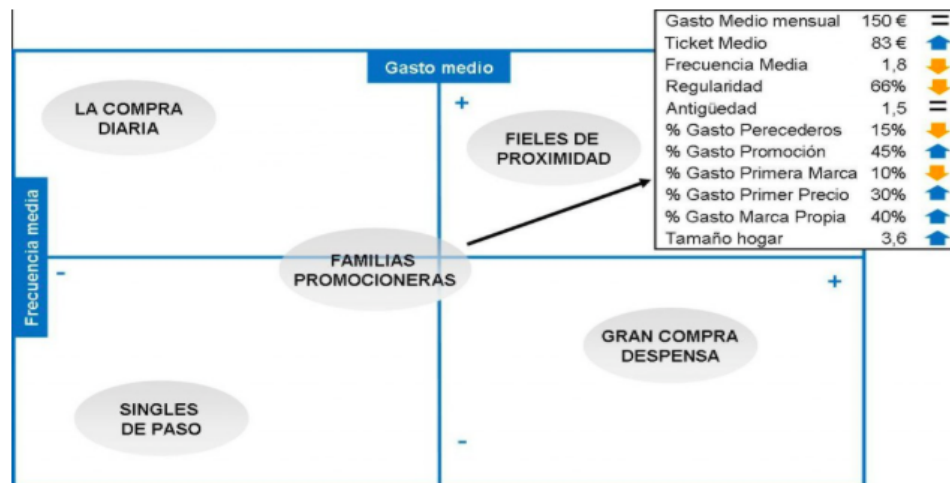 Gasto Medio mensual 150 € =
Ticket Medio 83 €
Frecuencia Media 1,8
Regularidad 66%
Antigüedad 1,5 =
% Gasto Perecederos 15%
% Gasto Promoción 45%
% Gasto Primera Marca 10%
% Gasto Primer Precio 30%
% Gasto Marca Propia 40%
Tamaño hogar 3,6
Gasto medio
+
LA COMPRA
DIARIA
FIELES DE
PROXIMIDAD
Frecuencia media
-
FAMILIAS
PROMOCIONERAS
+
GRAN COMPRA
DESPENSA
SINGLES
DE PASO
-